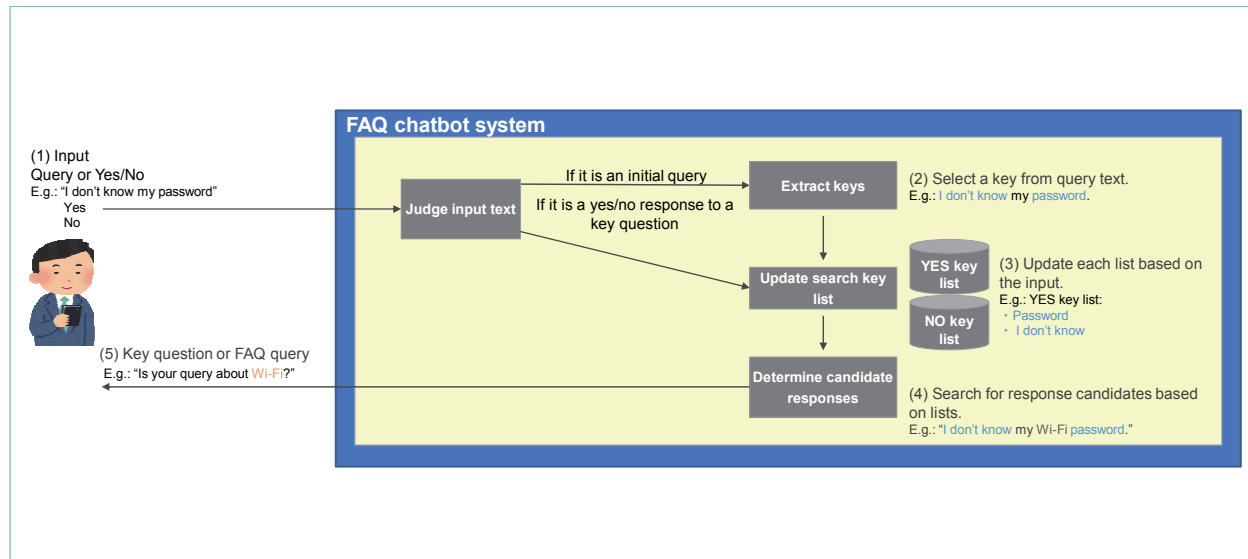 FAQ chatbot system
(1) Input
Query or Yes/No
E.g.: “I don’t know my password”
Yes
No
Judge input text
If it is an initial query
If it is a yes/no response to a
key question
Extract keys
(2) Select a key from query text.
E.g.: I don’t know my password.
Update search key
list
YES key
list
NO key
list
(3) Update each list based on
the input.
E.g.: YES key list:
・Password
・I don’t know
Determine candidate
responses
(4) Search for response candidates based
on lists.
E.g.: “I don’t know my Wi-Fi password.”
(5) Key question or FAQ query
E.g.: “Is your query about Wi-Fi?”